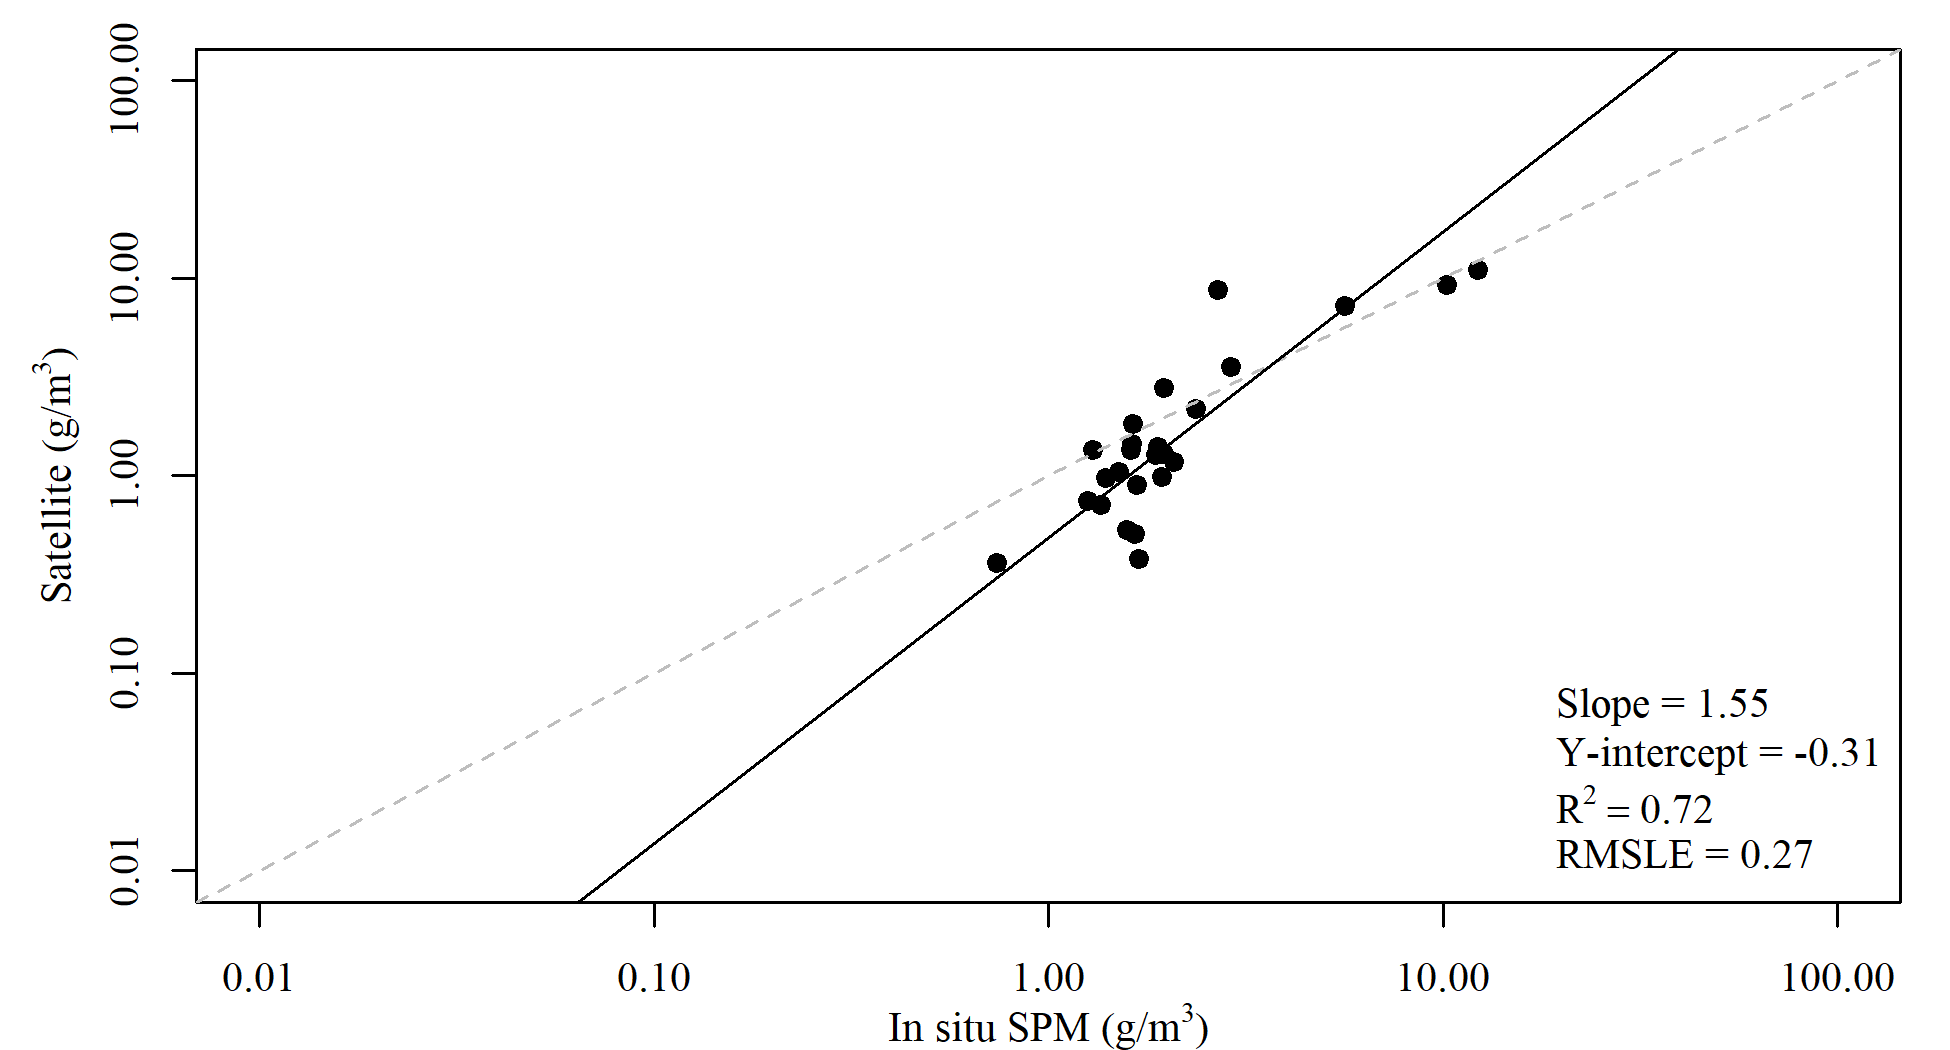 100.00
10.00
1.00
0.10
0.01
Satellite (g/m³)
Slope = 1.55
Y-intercept = -0.31
R² = 0.72
RMSLE = 0.27
0.01 0.10 1.00 10.00 100.00
In situ SPM (g/m³)